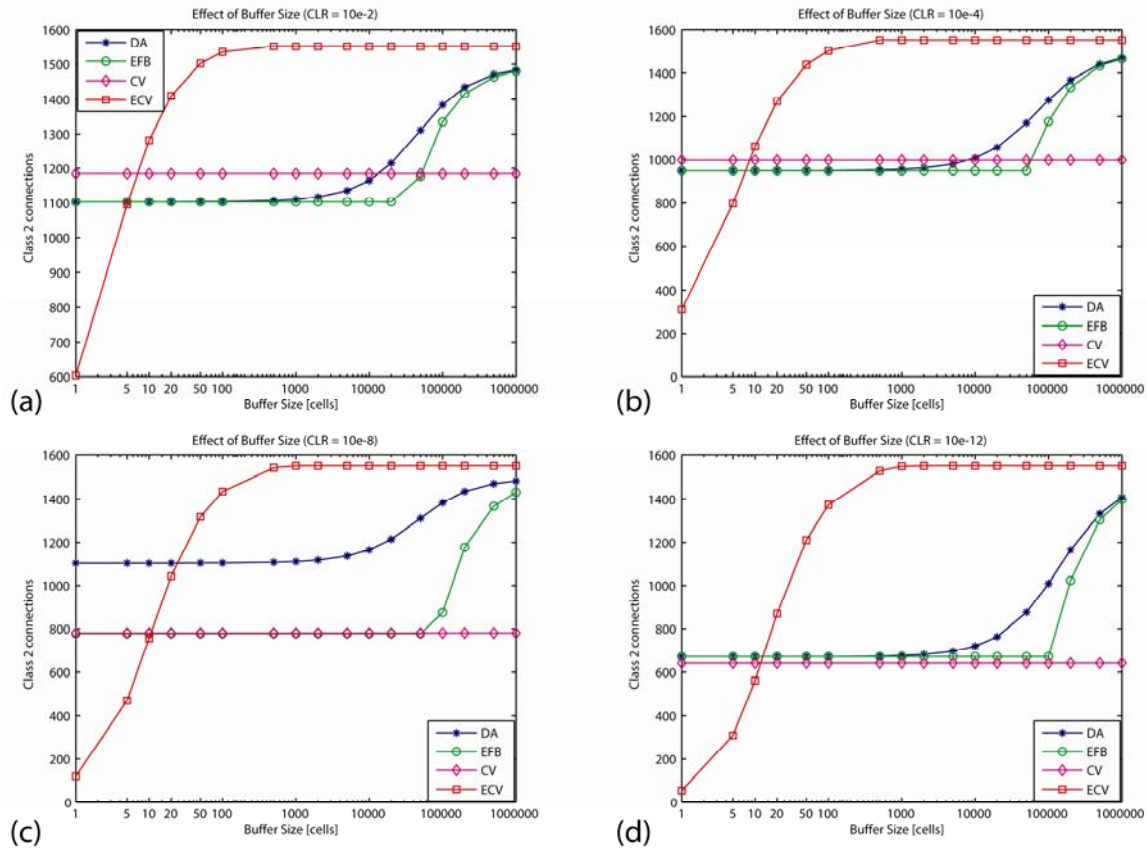 Effect of Buffer Size (CLR = 10e-2)
1600
1500
1400
1300
1200
1100
1000
900
800
700
600
Class 2 connections
DA
EFB
CV
ECV
1 5 10 20 50 100 1000 10000 100000 1000000
Buffer Size [cells]
(a)
Effect of Buffer Size (CLR = 10e-4)
1600
1400
1200
1000
800
600
400
200
0
Class 2 connections
DA
EFB
CV
ECV
1 5 10 20 50 100 1000 10000 100000 1000000
Buffer Size [cells]
(b)
Effect of Buffer Size (CLR = 10e-8)
1600
1400
1200
1000
800
600
400
200
0
Class 2 connections
DA
EFB
CV
ECV
1 5 10 20 50 100 1000 10000 100000 1000000
Buffer Size [cells]
(c)
Effect of Buffer Size (CLR = 10e-12)
1600
1400
1200
1000
800
600
400
200
0
Class 2 connections
DA
EFB
CV
ECV
1 5 10 20 50 100 1000 10000 100000 1000000
Buffer Size [cells]
(d)